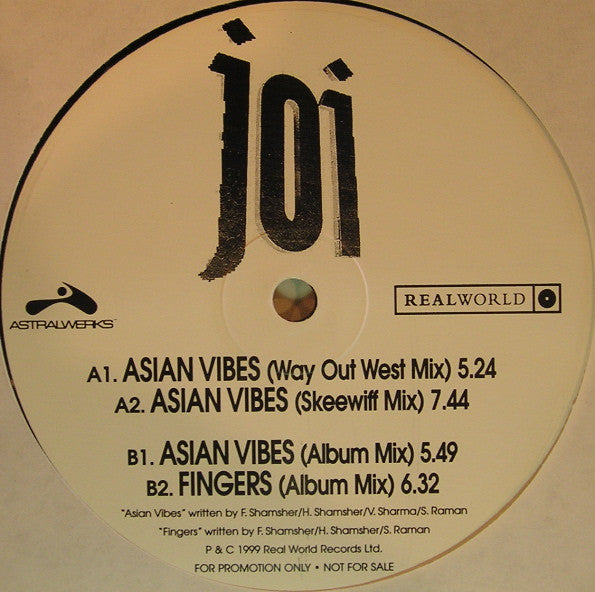 joi
ASTRALWERKS™
REALWORLD
A1. ASIAN VIBES (Way Out West Mix) 5.24
A2. ASIAN VIBES (Skeewiff Mix) 7.44
B1. ASIAN VIBES (Album Mix) 5.49
B2. FINGERS (Album Mix) 6.32
"Asian Vibes" written by F. Shamsher/H. Shamsher/V. Sharma/S. Raman
"Fingers" written by F. Shamsher/H. Shamsher/S. Raman
P & C 1999 Real World Records Ltd.
FOR PROMOTION ONLY • NOT FOR SALE